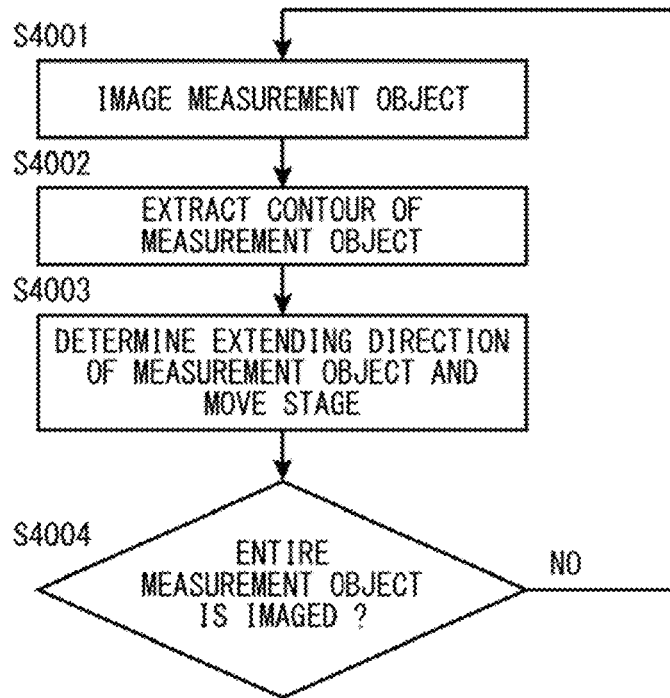 S4001
IMAGE MEASUREMENT OBJECT
S4002
EXTRACT CONTOUR OF
MEASUREMENT OBJECT
S4003
DETERMINE EXTENDING DIRECTION
OF MEASUREMENT OBJECT AND
MOVE STAGE
S4004
ENTIRE
MEASUREMENT OBJECT
IS IMAGED ?
NO